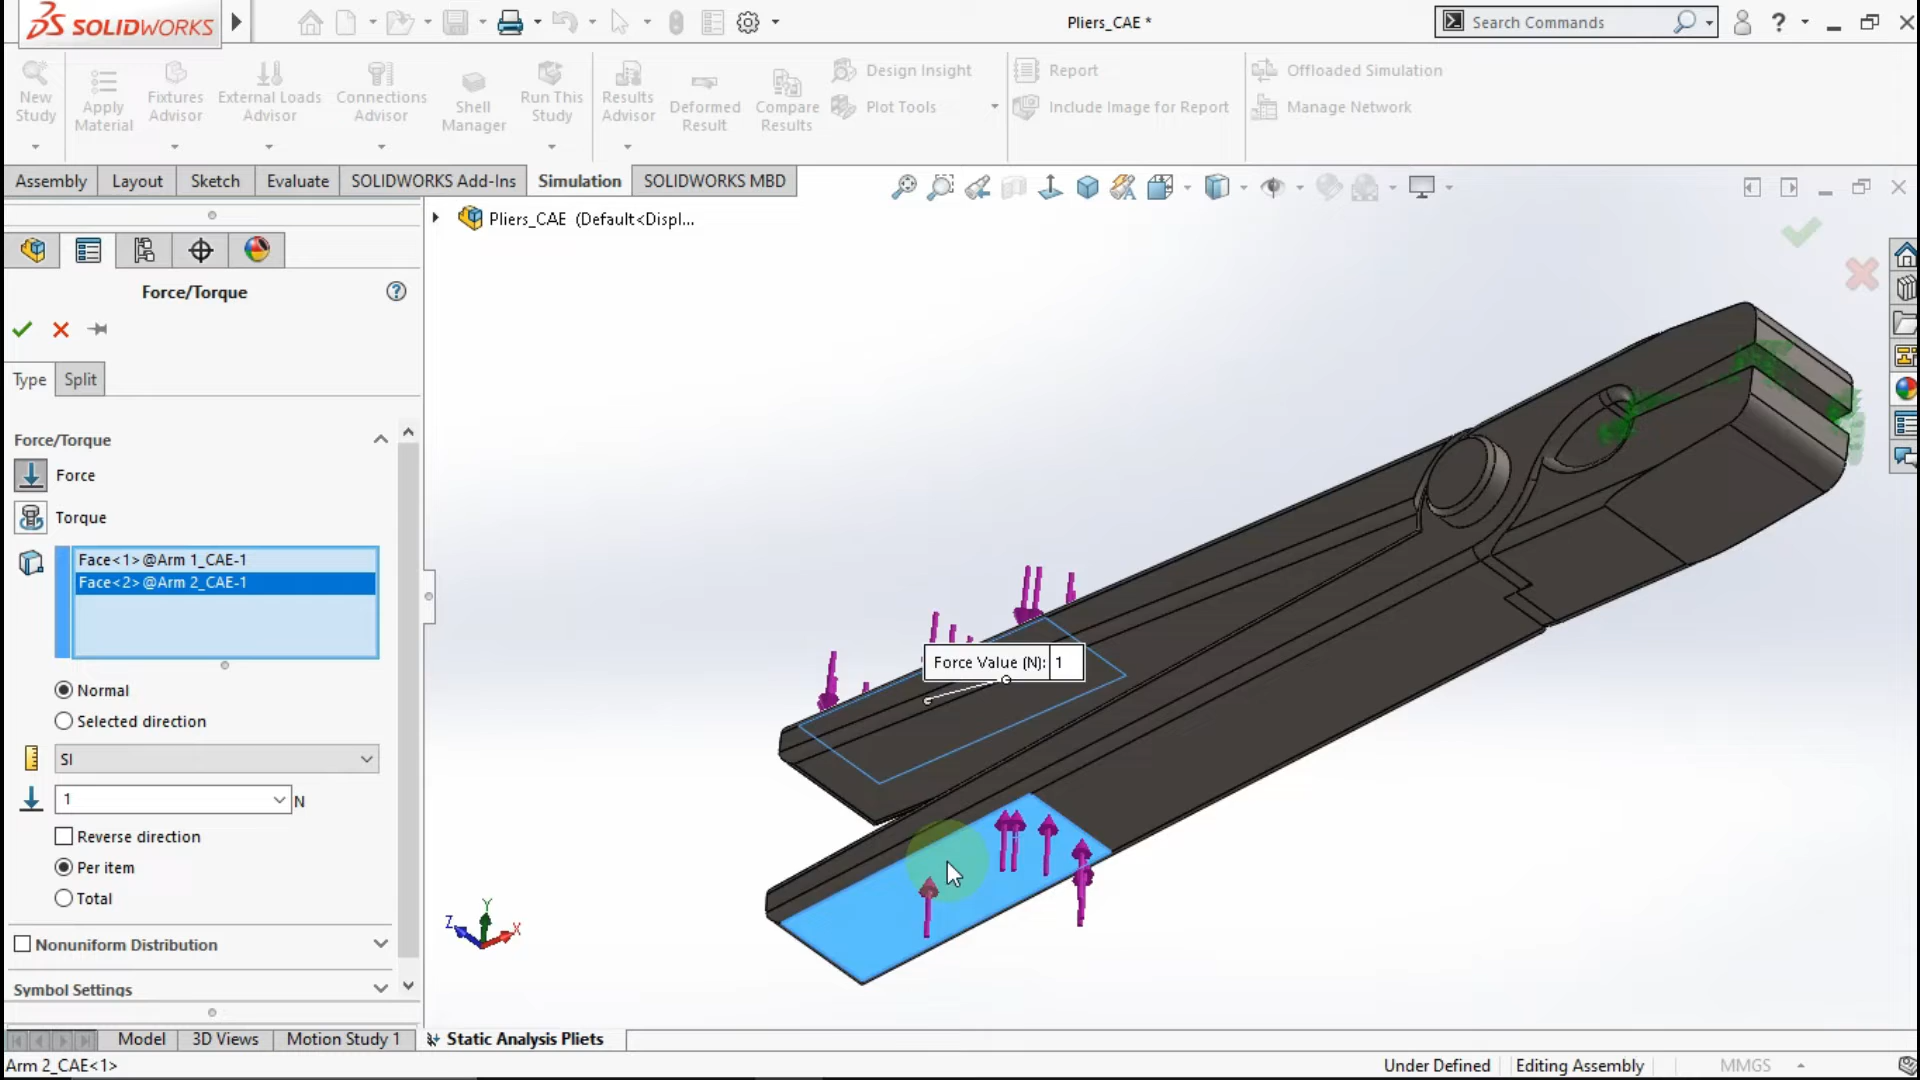 SOLIDWORKS
Pliers_CAE *
Search Commands
?
New Study
Apply Material
Fixtures Advisor
External Loads Advisor
Connections Advisor
Shell Manager
Run This Study
Results Advisor
Deformed Result
Compare Results
Design Insight
Plot Tools
Report
Include Image for Report
Offloaded Simulation
Manage Network
Assembly
Layout
Sketch
Evaluate
SOLIDWORKS Add-Ins
Simulation
SOLIDWORKS MBD
Pliers_CAE (Default<Displ...
Force/Torque
?
Type
Split
Force/Torque
Force
Torque
Face<1>@Arm 1_CAE-1
Face<2>@Arm 2_CAE-1
Normal
Selected direction
SI
1
N
Reverse direction
Per item
Total
Nonuniform Distribution
Symbol Settings
Force Value (N): 1
Y
Z
X
Model
3D Views
Motion Study 1
Static Analysis Pliets
Arm 2_CAE<1>
Under Defined
Editing Assembly
MMGS